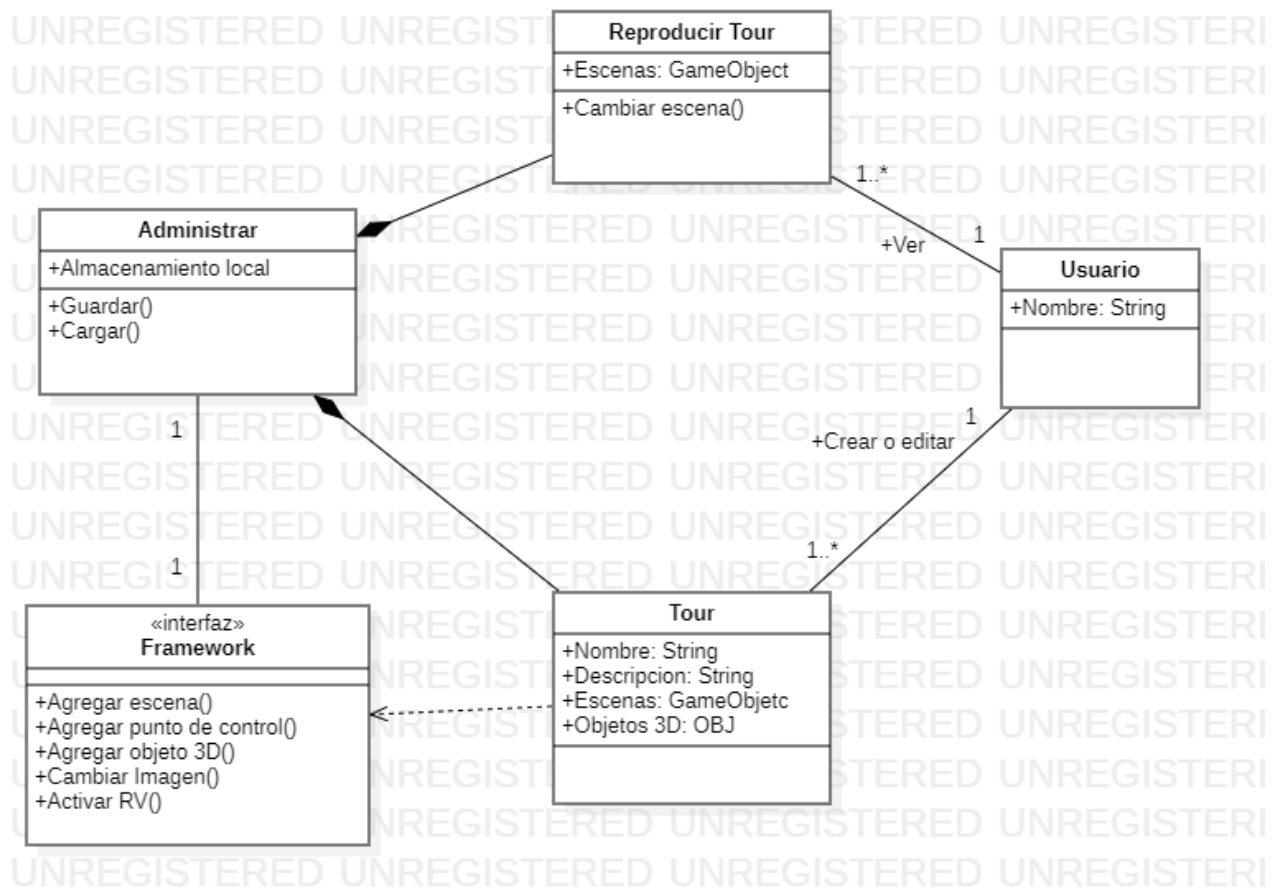 Reproducir Tour
+Escenas: GameObject
+Cambiar escena()
Administrar
+Almacenamiento local
+Guardar()
+Cargar()
1..*
+Ver
1
Usuario
+Nombre: String
1
+Crear o editar
1..*
1
1
«interfaz»
Framework
+Agregar escena()
+Agregar punto de control()
+Agregar objeto 3D()
+Cambiar Imagen()
+Activar RV()
Tour
+Nombre: String
+Descripcion: String
+Escenas: GameObjetc
+Objetos 3D: OBJ
UNREGISTERED